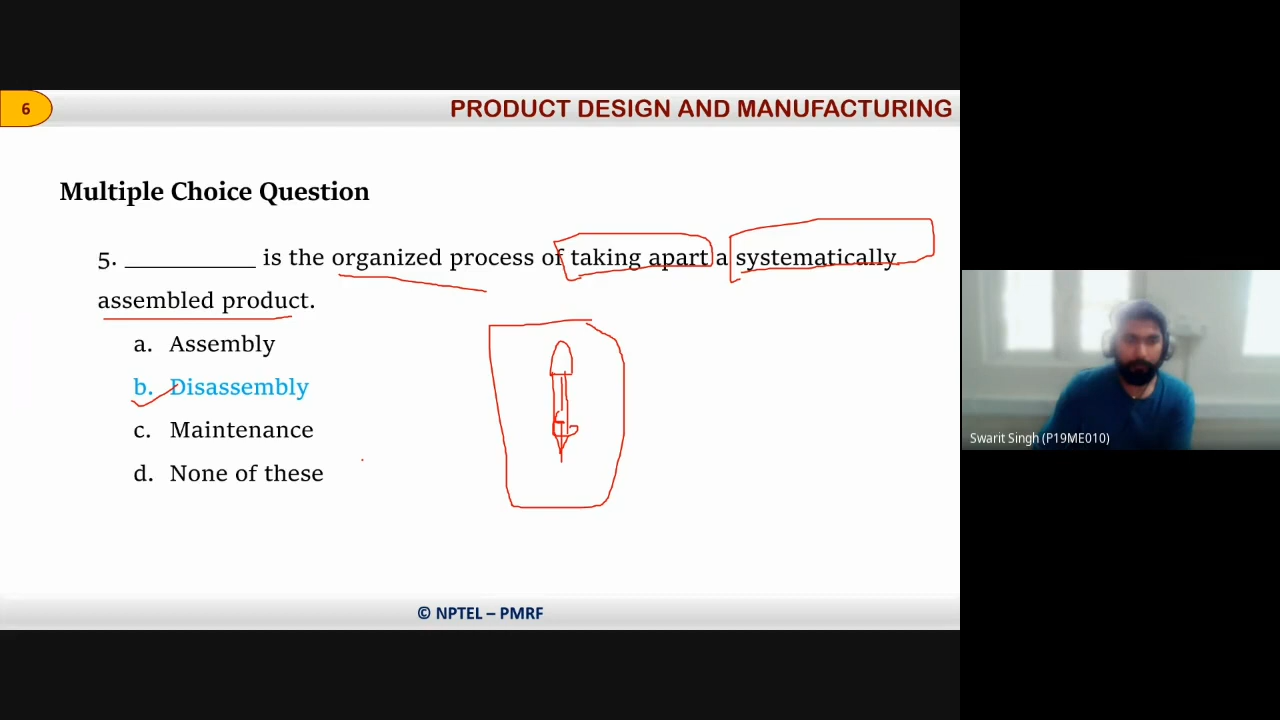 6
PRODUCT DESIGN AND MANUFACTURING
Multiple Choice Question
5. ___________ is the organized process of taking apart a systematically
assembled product.
a. Assembly
b. Disassembly
c. Maintenance
d. None of these
Swarit Singh (P19ME010)
© NPTEL – PMRF